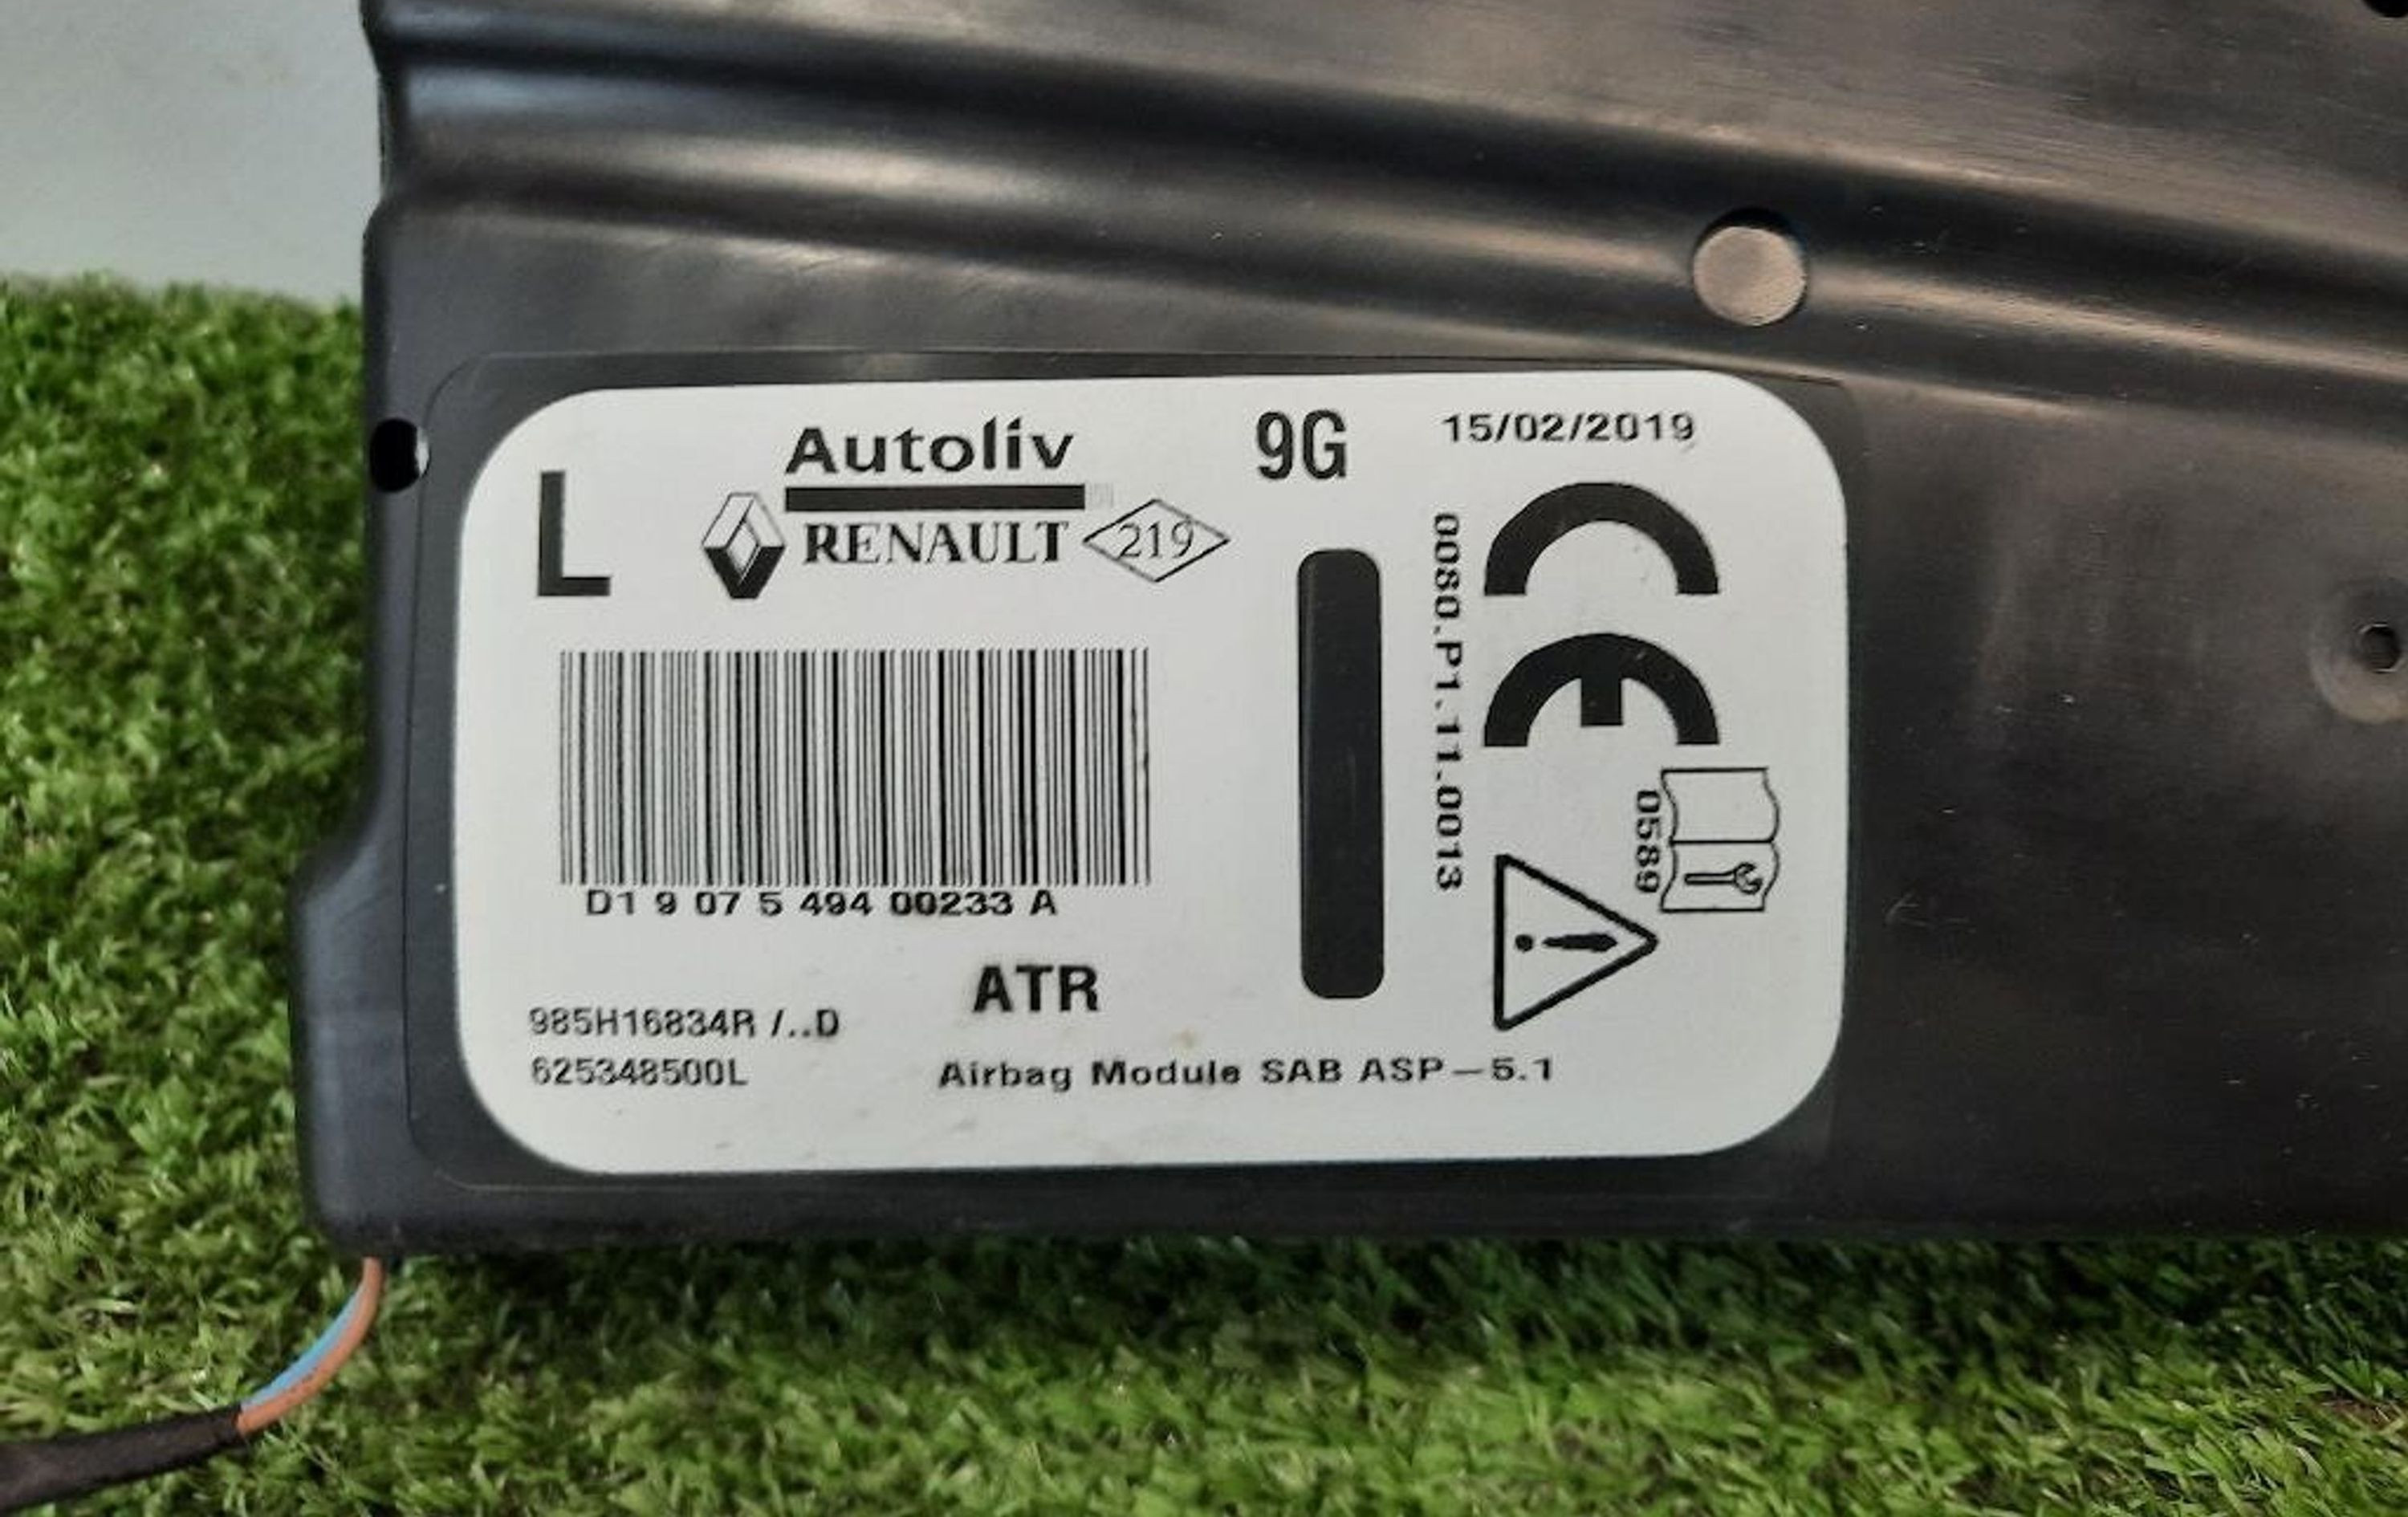 Autoliv
9G
15/02/2019
L
RENAULT
219
0080.P1.11.0013
CE
0589
D1 9 07 5 494 00233 A
ATR
985H16834R /..D
625348500L
Airbag Module SAB ASP-5.1